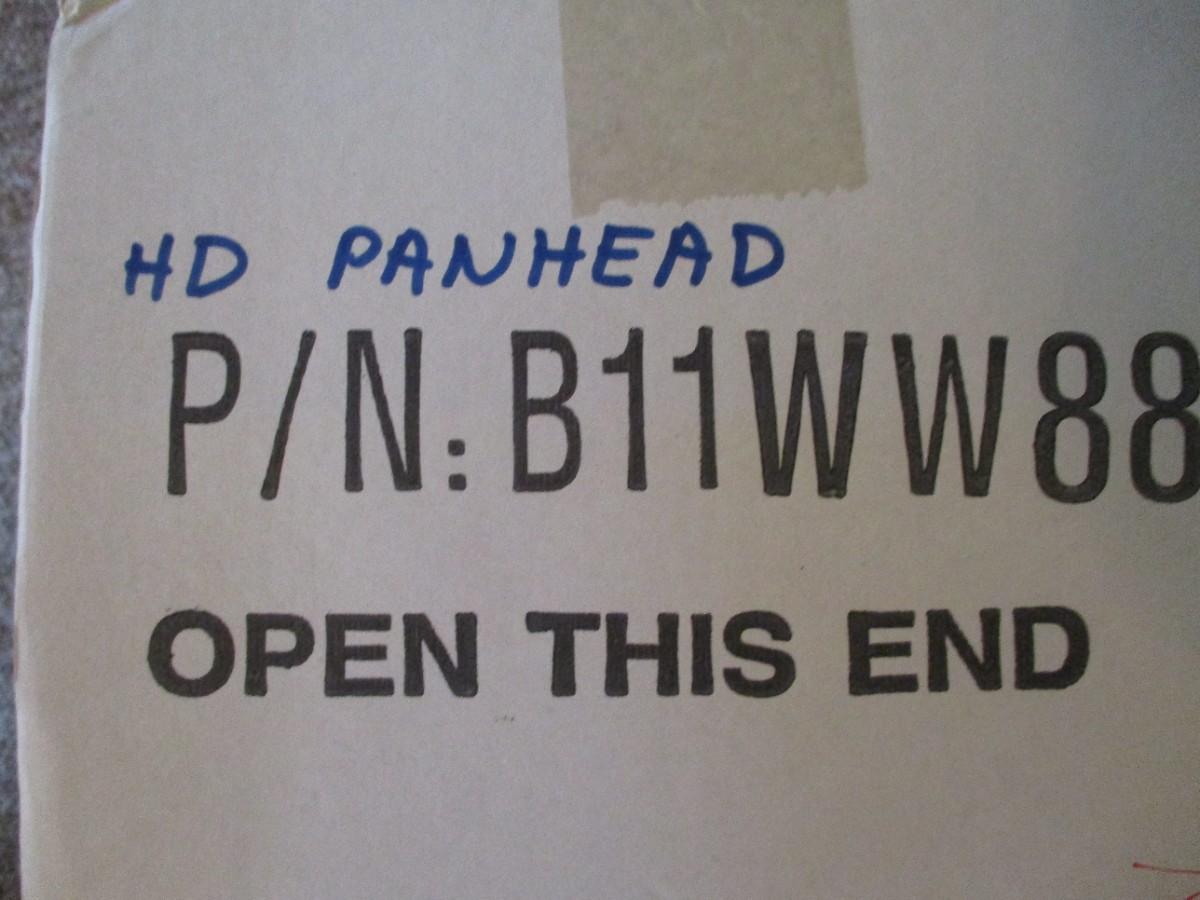 HD PANHEAD
P/N: B11WW88
OPEN THIS END